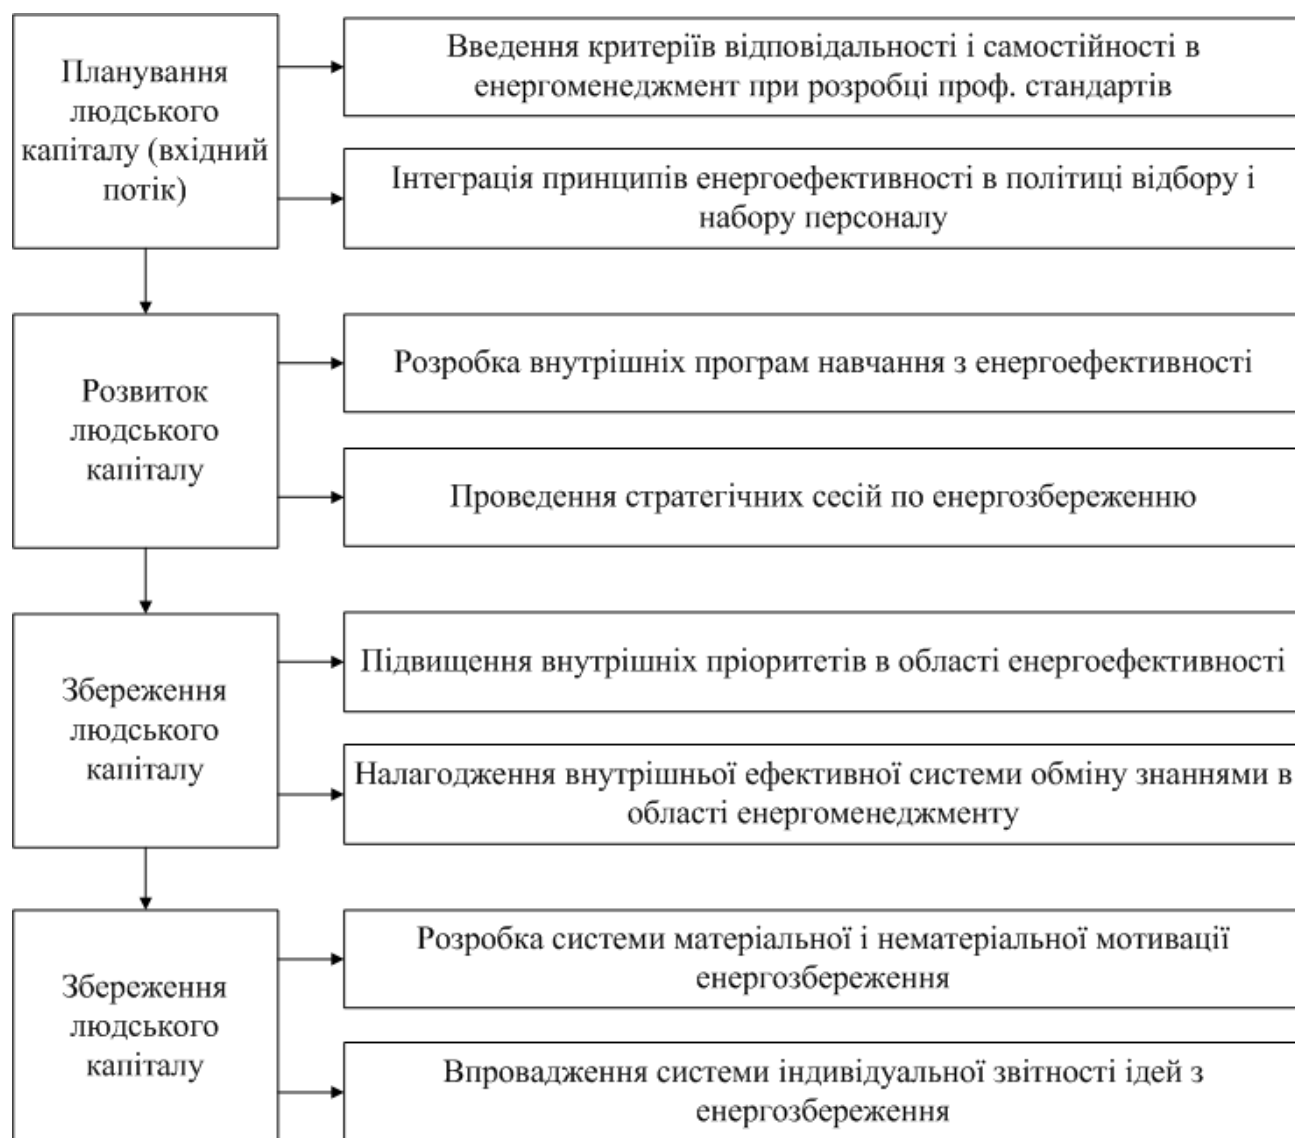 Планування
людського
капіталу (вхідний
потік)
Введення критеріїв відповідальності і самостійності в
енергоменеджмент при розробці проф. стандартів
Інтеграція принципів енергоефективності в політиці відбору і
набору персоналу
Розвиток
людського
капіталу
Розробка внутрішніх програм навчання з енергоефективності
Проведення стратегічних сесій по енергозбереженню
Збереження
людського
капіталу
Підвищення внутрішніх пріоритетів в області енергоефективності
Налагодження внутрішньої ефективної системи обміну знаннями в
області енергоменеджменту
Збереження
людського
капіталу
Розробка системи матеріальної і нематеріальної мотивації
енергозбереження
Впровадження системи індивідуальної звітності ідей з
енергозбереження